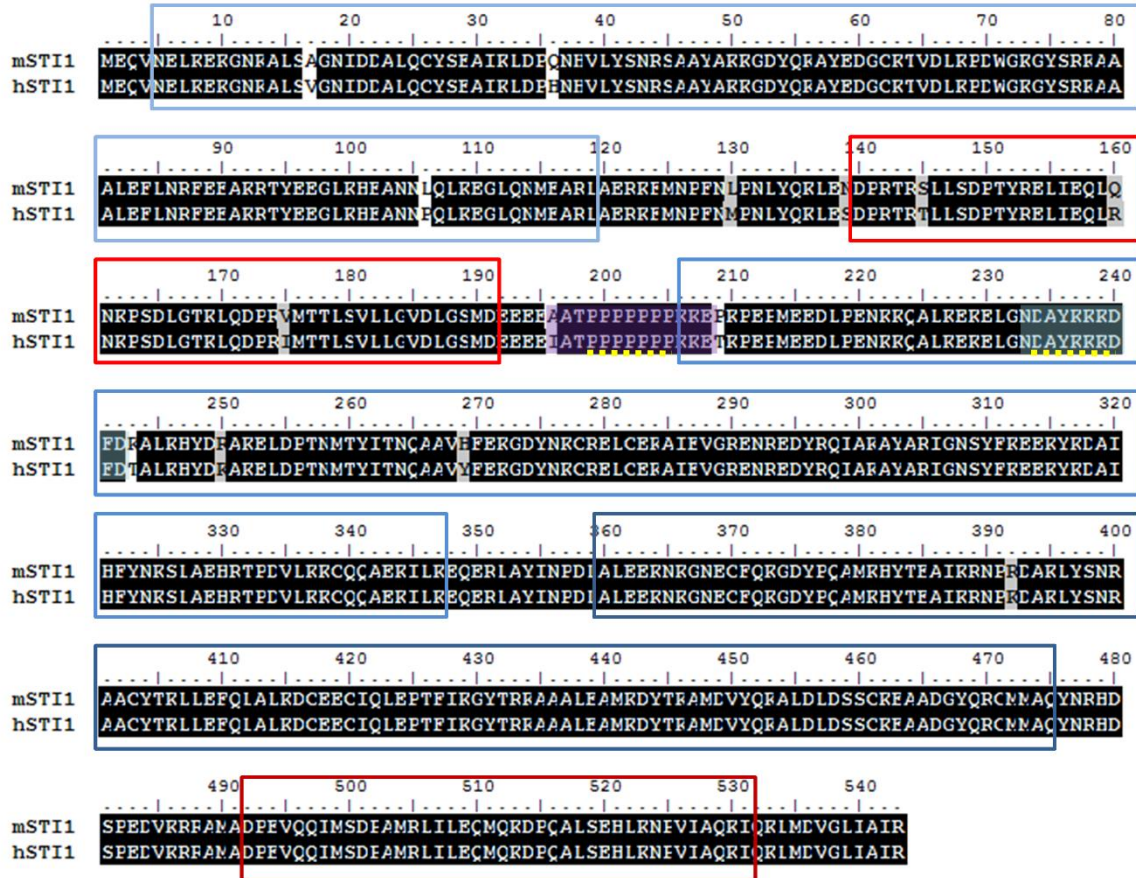 10 20 30 40 50 60 70 80
mSTI1 MEQVNELKEKGNKALSAGNIDDALQCYSEAIKLDPQNHVLYSNRSAAYAKKGDYQKAYEDGCKTVDLKPDWGKGYSRKAA
hSTI1 MEQVNELKEKGNKALSVGNIDDALQCYSEAIKLDPHNHVLYSNRSAAYAKKGDYQKAYEDGCKTVDLKPDWGKGYSRKAA
90 100 110 120 130 140 150 160
mSTI1 ALEFLNRFEEAKRTYEEGLKHEANNLQLKEGLQNMEARLAERKFMNPFNLPNLYQKLENDPRTRSLLSDPTYRELIEQLQ
hSTI1 ALEFLNRFEEAKRTYEEGLKHEANNPQLKEGLQNMEARLAERKFMNPFNMPNLYQKLESDPRTRTLLSDPTYRELIEQLR
170 180 190 200 210 220 230 240
mSTI1 NKPSDLGTKLQDPRVMTTLSVLLGVDLGSMDEEEEAATPPPPPPPKKEPKPEPMEEDLPENKKQALKEKELGNDAYKKKD
hSTI1 NKPSDLGTKLQDPRIMTTLSVLLGVDLGSMDEEEEIATPPPPPPPKKETKPEPMEEDLPENKKQALKEKELGNDAYKKKD
250 260 270 280 290 300 310 320
mSTI1 FDKALKHYDRAKELDPTNMTYITNQAAVHFEKGDYNKCRELCEKAIEVGRENREDYRQIAKAYARIGNSYFKEEKYKDAI
hSTI1 FDTALKHYDKAKELDPTNMTYITNQAAVYFEKGDYNKCRELCEKAIEVGRENREDYRQIAKAYARIGNSYFKEEKYKDAI
330 340 350 360 370 380 390 400
mSTI1 HFYNKSLAEHRTPDVLKKCQQAEKILKEQERLAYINPDLALEEKNKGNECFQKGDYPQAMKHYTEAIKRNPRDAKLYSNR
hSTI1 HFYNKSLAEHRTPDVLKKCQQAEKILKEQERLAYINPDLALEEKNKGNECFQKGDYPQAMKHYTEAIKRNPKDAKLYSNR
410 420 430 440 450 460 470 480
mSTI1 AACYTKLLEFQLALKDCEECIQLEPTFIKGYTRKAAALEAMKDYTKAMDVYQKALDLDSSCKEAADGYQRCMMAQYNRHD
hSTI1 AACYTKLLEFQLALKDCEECIQLEPTFIKGYTRKAAALEAMKDYTKAMDVYQKALDLDSSCKEAADGYQRCMMAQYNRHD
490 500 510 520 530 540
mSTI1 SPEDVKRRAMADPEVQQIMSDPAMRLILEQMQKDPQALSEHLKNPVIAQKIQKLMDVGLIAIR
hSTI1 SPEDVKRRAMADPEVQQIMSDPAMRLILEQMQKDPQALSEHLKNPVIAQKIQKLMDVGLIAIR